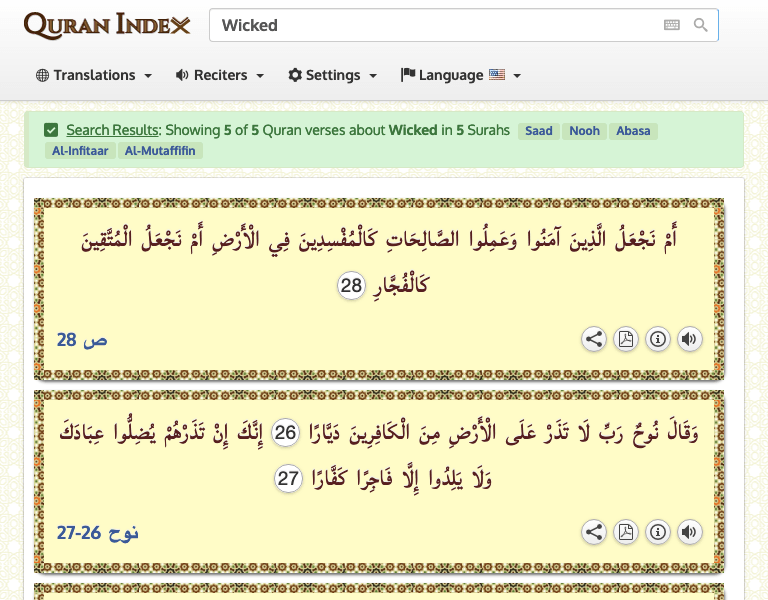 QURAN INDEX
Wicked
Translations Reciters Settings Language
Search Results: Showing 5 of 5 Quran verses about Wicked in 5 Surahs Saad Nooh Abasa
Al-Infitaar Al-Mutaffifin
أَمْ نَجْعَلُ الَّذِينَ آمَنُوا وَعَمِلُوا الصَّالِحَاتِ كَالْمُفْسِدِينَ فِي الْأَرْضِ أَمْ نَجْعَلُ الْمُتَّقِينَ
كَالْفُجَّارِ 28
ص 28
وَقَالَ نُوحٌ رَبِّ لَا تَذَرْ عَلَى الْأَرْضِ مِنَ الْكَافِرِينَ دَيَّارًا 26 إِنَّكَ إِنْ تَذَرْهُمْ يُضِلُّوا عِبَادَكَ
وَلَا يَلِدُوا إِلَّا فَاجِرًا كَفَّارًا 27
نوح 26-27